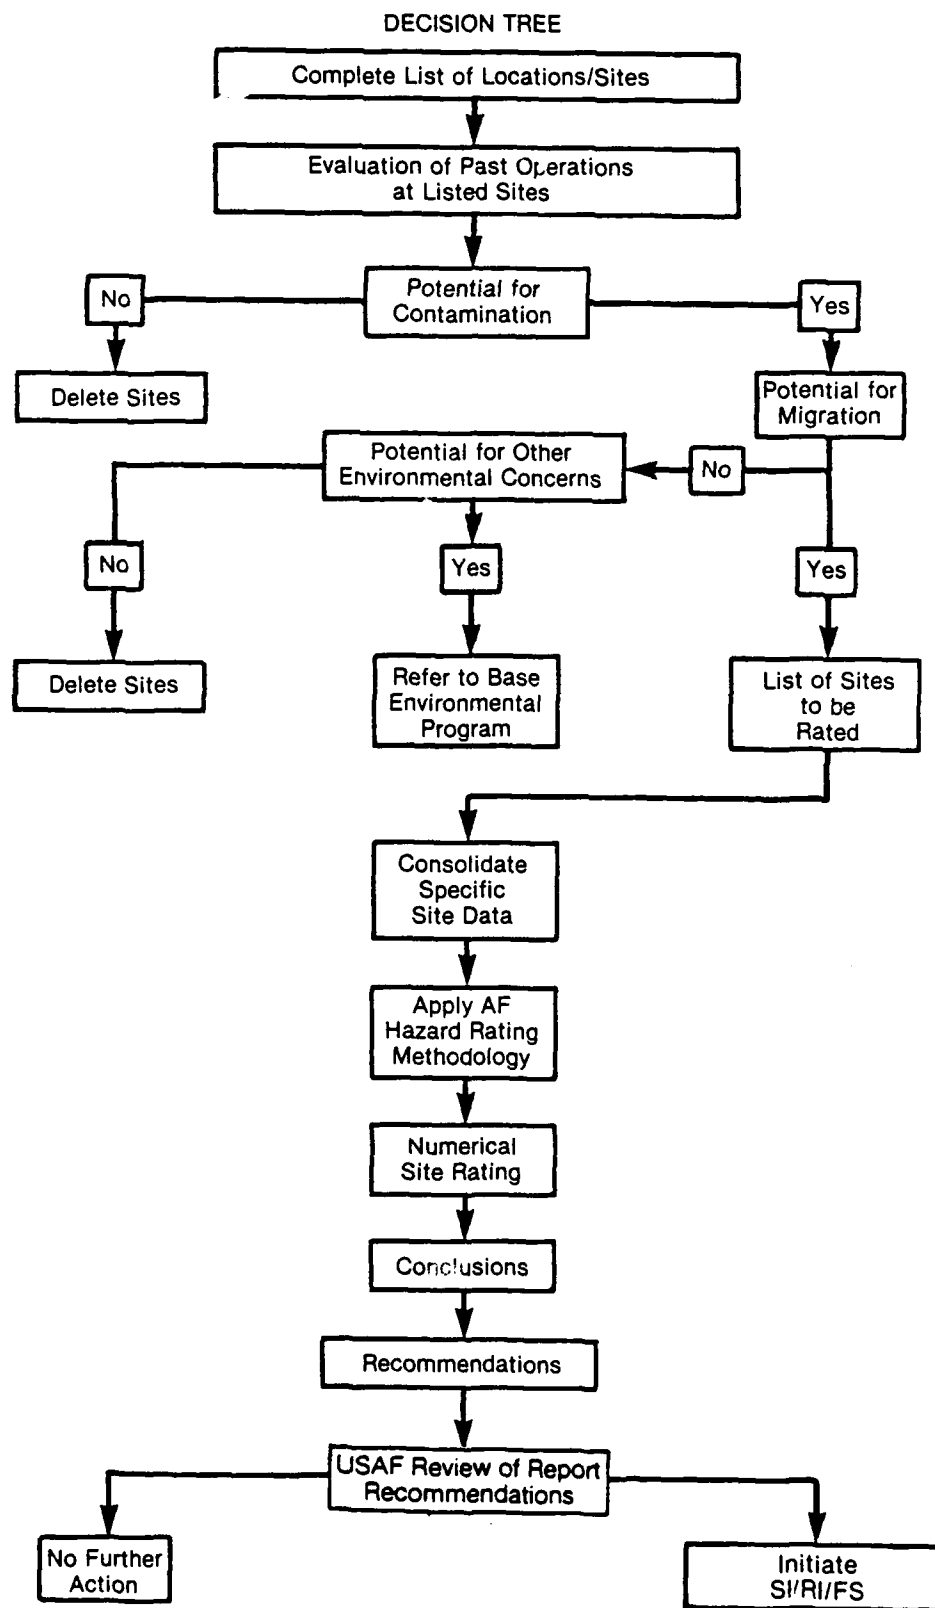 DECISION TREE
Complete List of Locations/Sites
Evaluation of Past Operations
at Listed Sites
No
Potential for
Contamination
Yes
Delete Sites
Potential for
Migration
Potential for Other
Environmental Concerns
No
No
Yes
Yes
Delete Sites
Refer to Base
Environmental
Program
List of Sites
to be
Rated
Consolidate
Specific
Site Data
Apply AF
Hazard Rating
Methodology
Numerical
Site Rating
Conclusions
Recommendations
USAF Review of Report
Recommendations
No Further
Action
Initiate
SI/RI/FS